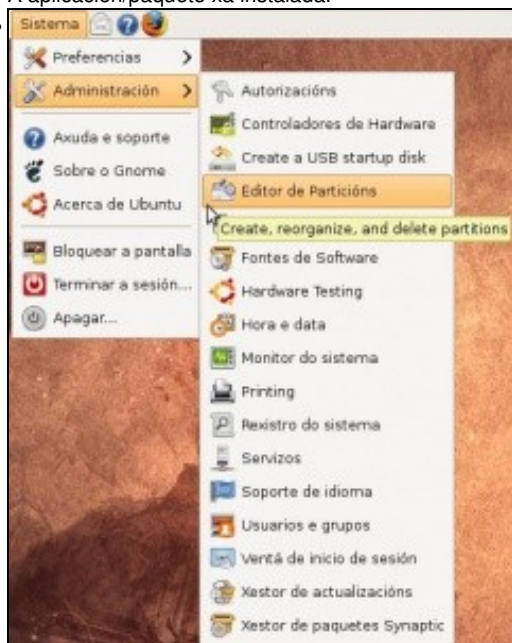 A aplicación/paquete xa instalada.
Sistema
Preferencias
Administración
Axuda e soporte
Sobre o Gnome
Acerca de Ubuntu
Bloquear a pantalla
Terminar a sesión...
Apagar...
Autorizacións
Controladores de Hardware
Create a USB startup disk
Editor de Particións
Create, reorganize, and delete partitions
Fontes de Software
Hardware Testing
Hora e data
Monitor do sistema
Printing
Rexistro do sistema
Servizos
Soporte de idioma
Usuarios e grupos
Ventá de inicio de sesión
Xestor de actualizacións
Xestor de paquetes Synaptic